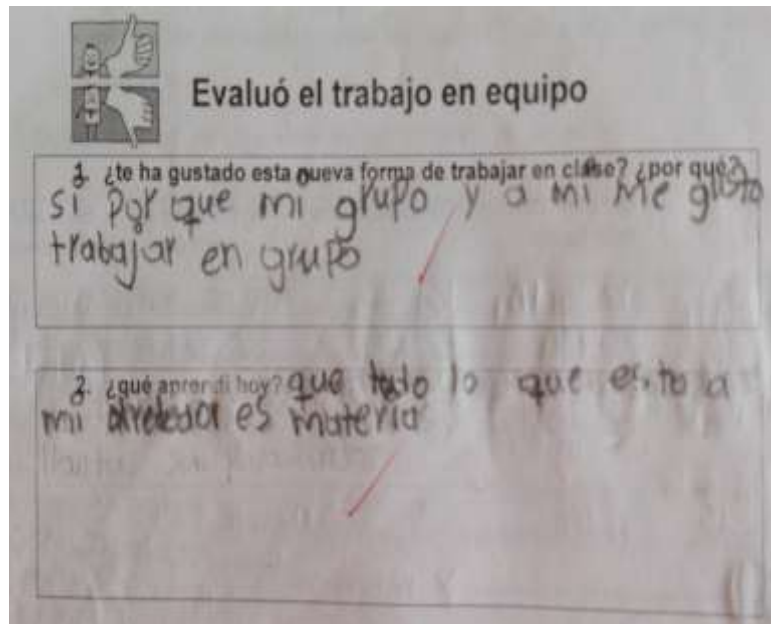 Evaluó el trabajo en equipo
1. ¿te ha gustado esta nueva forma de trabajar en clase? ¿por qué?
si por que mi grupo y a mi me gusto
trabajar en grupo
2. ¿qué aprendi hoy? que todo lo que esta a
mi es materia